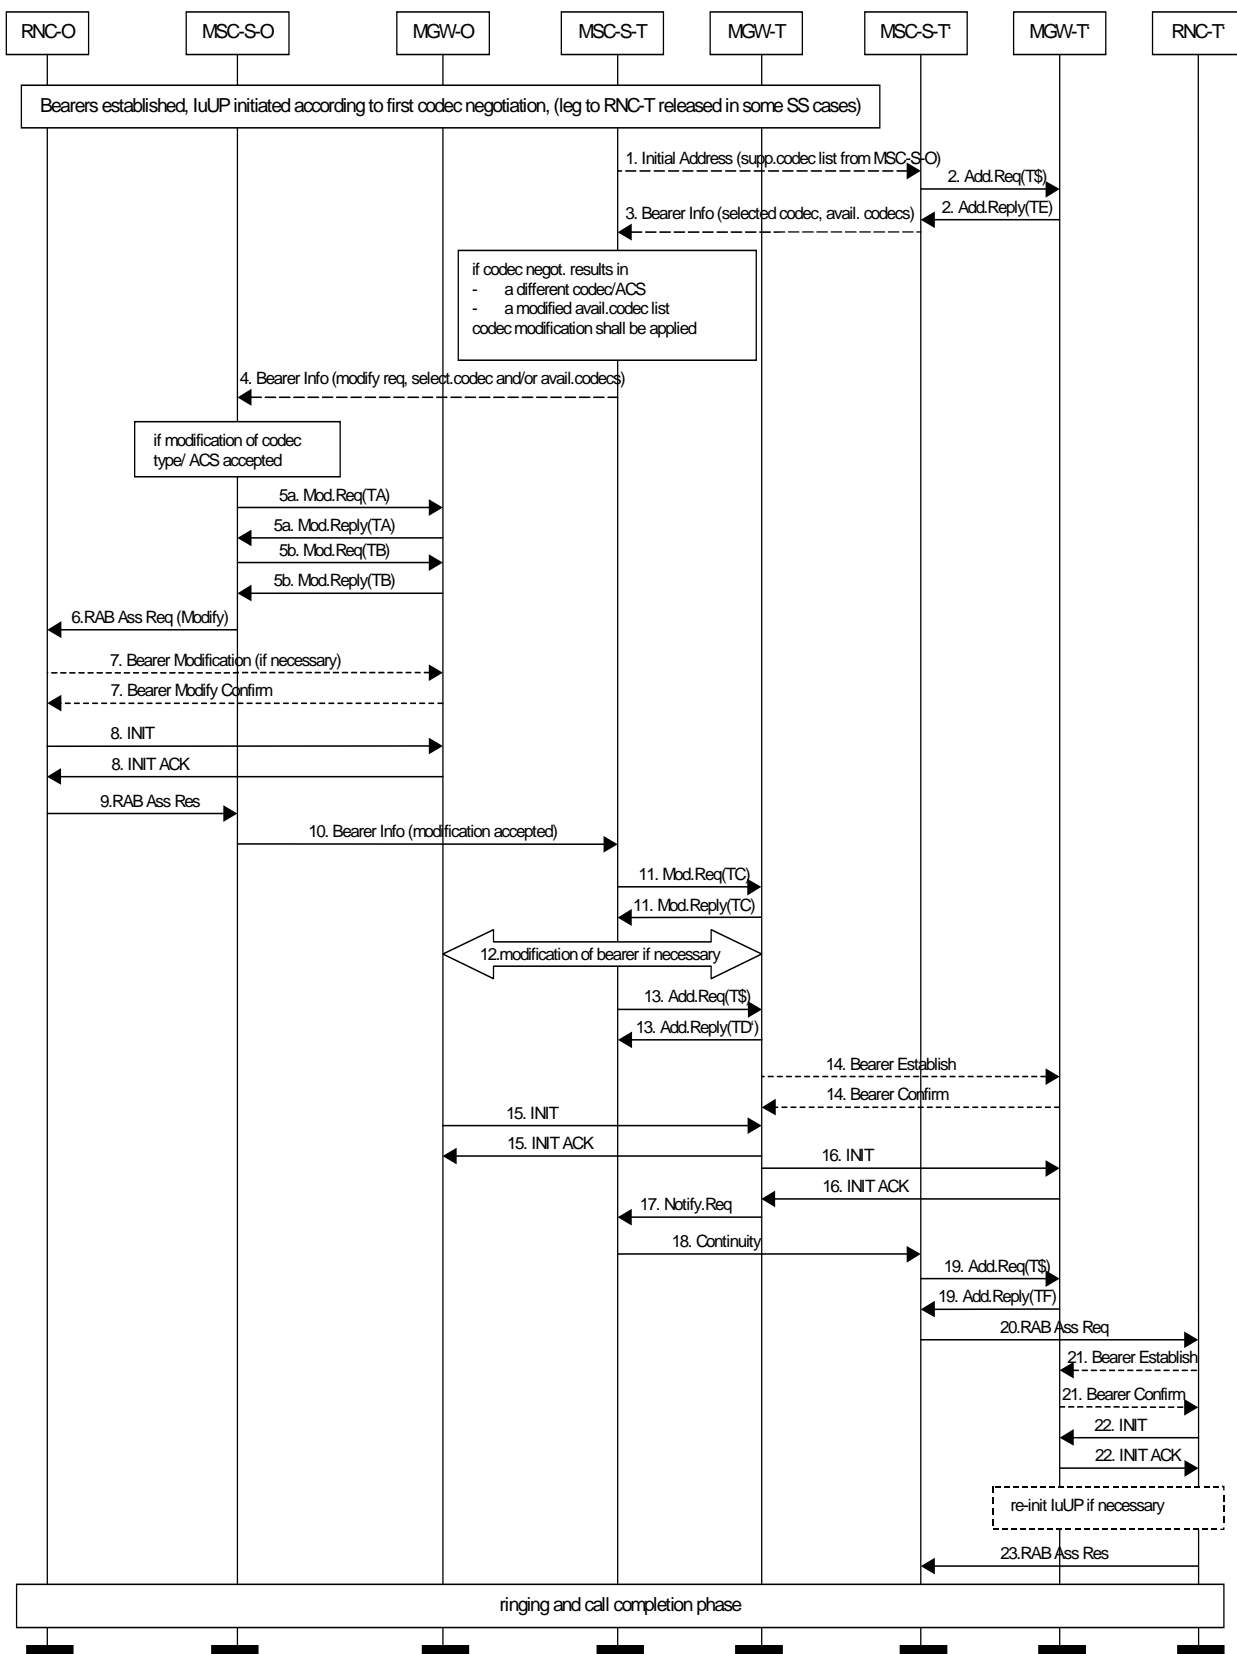 RNC-O
MSC-S-O
MGW-O
MSC-S-T
MGW-T
MSC-S-T'
MGW-T'
RNC-T'
Bearers established, IuUP initiated according to first codec negotiation, (leg to RNC-T released in some SS cases)
1. Initial Address (supp.codec list from MSC-S-O)
2. Add.Req(T$)
2. Add.Reply(TE)
3. Bearer Info (selected codec, avail. codecs)
if codec negot. results in
- a different codec/ACS
- a modified avail.codec list
codec modification shall be applied
4. Bearer Info (modify req, select.codec and/or avail.codecs)
if modification of codec
type/ ACS accepted
5a. Mod.Req(TA)
5a. Mod.Reply(TA)
5b. Mod.Req(TB)
5b. Mod.Reply(TB)
6.RAB Ass Req (Modify)
7. Bearer Modification (if necessary)
7. Bearer Modify Confirm
8. INIT
8. INIT ACK
9.RAB Ass Res
10. Bearer Info (modification accepted)
11. Mod.Req(TC)
11. Mod.Reply(TC)
12.modification of bearer if necessary
13. Add.Req(T$)
13. Add.Reply(TD')
14. Bearer Establish
14. Bearer Confirm
15. INIT
15. INIT ACK
16. INIT
16. INIT ACK
17. Notify.Req
18. Continuity
19. Add.Req(T$)
19. Add.Reply(TF)
20.RAB Ass Req
21. Bearer Establish
21. Bearer Confirm
22. INIT
22. INIT ACK
re-init IuUP if necessary
23.RAB Ass Res
ringing and call completion phase